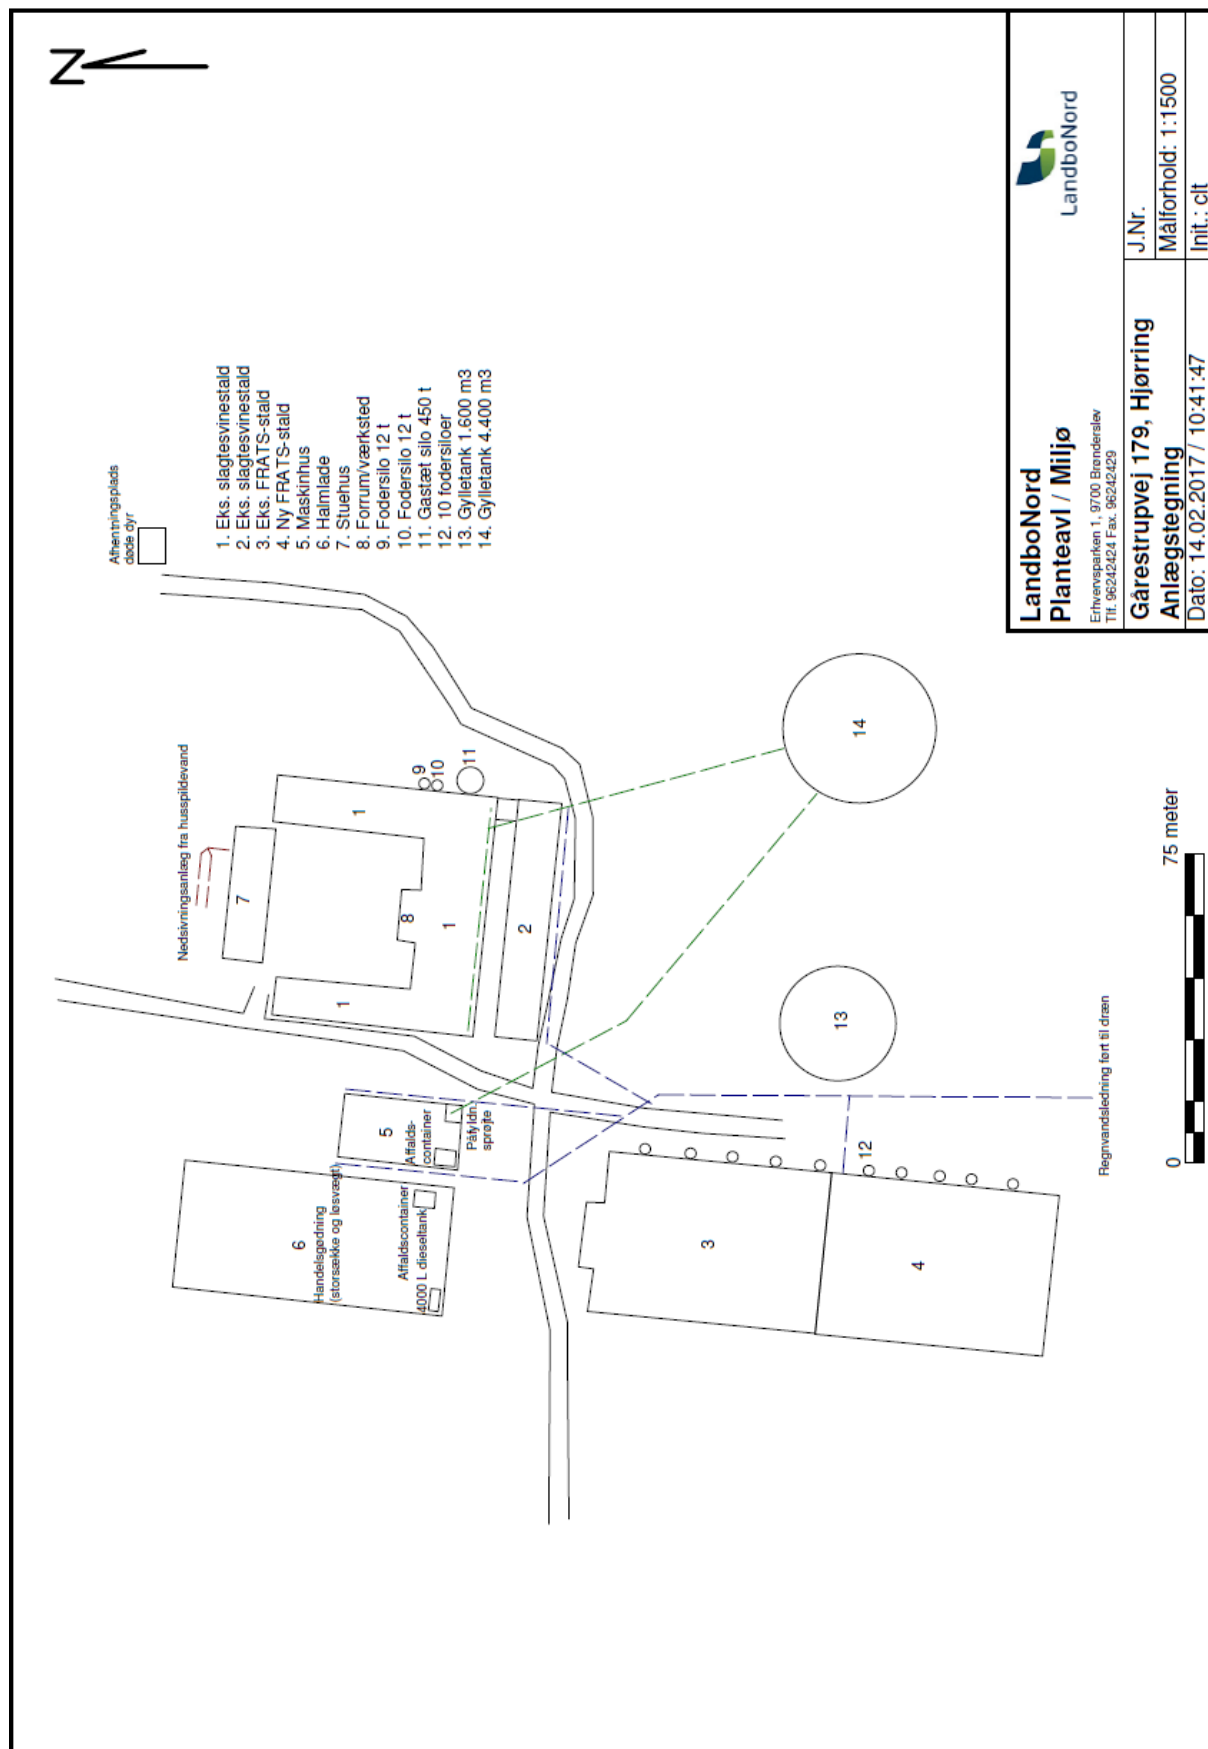 N
Afhentningsplads
døde dyr
1. Eks. slagtesvinestald
2. Eks. slagtesvinestald
3. Eks. FRATS-stald
4. Ny FRATS-stald
5. Maskinhus
6. Halmlade
7. Stuehus
8. Forrum/værksted
9. Fodersilo 12 t
10. Fodersilo 12 t
11. Gastæt silo 450 t
12. 10 fodersiloer
13. Gylletank 1.600 m3
14. Gylletank 4.400 m3
Nedsivningsanlæg fra husspildevand
7
1
1
1
8
9
10
11
2
5
Affalds-
container
Påfyldn.
sprøjte
6
Handelsgødning
(storsække og løsvægt)
Affaldscontainer
4000 L dieseltank
3
4
12
13
14
Regnvandsledning ført til dræn
0
75 meter
LandboNord
Planteavl / Miljø
LandboNord
Erhvervsparken 1, 9700 Brønderslev
Tlf. 96242424 Fax. 96242429
Gårestrupvej 179, Hjørring
J.Nr.
Anlægstegning
Målforhold: 1:1500
Dato: 14.02.2017 / 10:41:47
Init.: clt